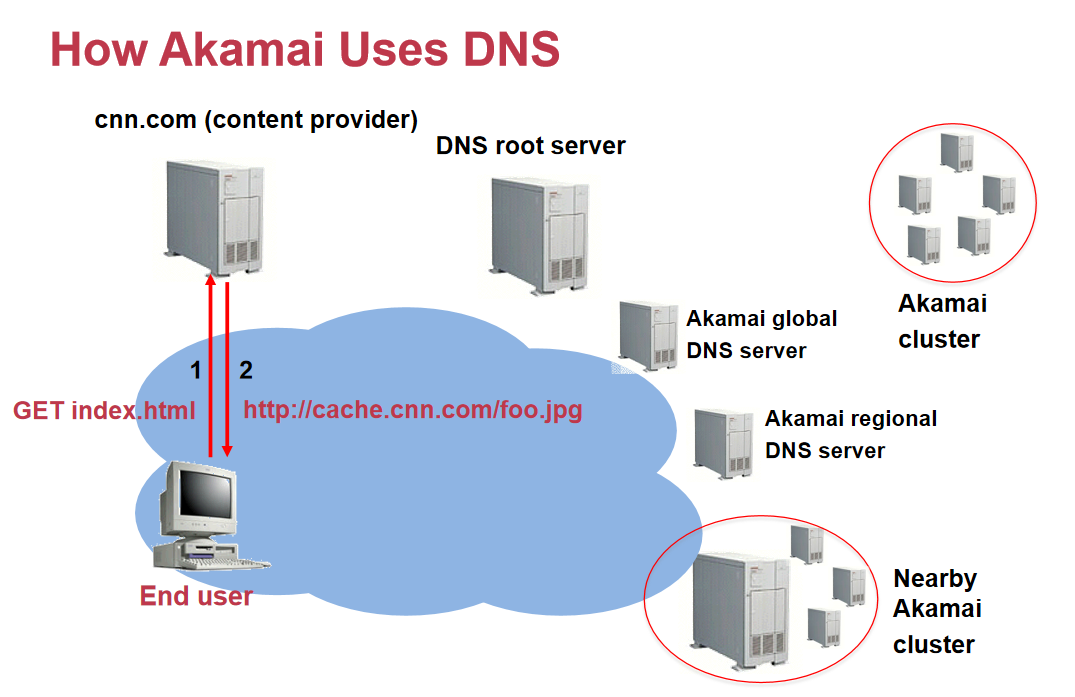 How Akamai Uses DNS
cnn.com (content provider)
DNS root server
Akamai
cluster
Akamai global
DNS server
1
2
GET index.html
http://cache.cnn.com/foo.jpg
Akamai regional
DNS server
End user
Nearby
Akamai
cluster